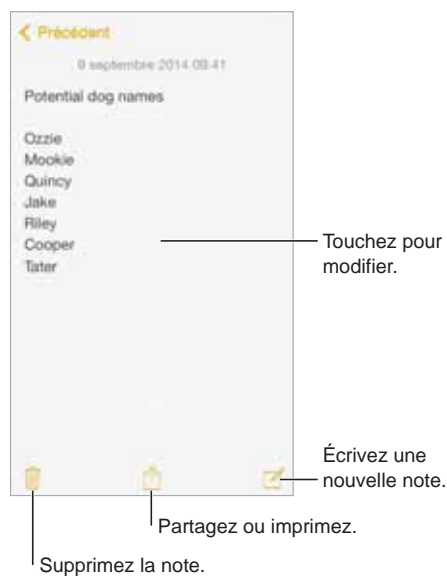 Précédent
9 septembre 2014 09:41
Potential dog names
Ozzie
Mookie
Quincy
Jake
Riley
Cooper
Tater
Touchez pour
modifier.
Écrivez une
nouvelle note.
Partagez ou imprimez.
Supprimez la note.